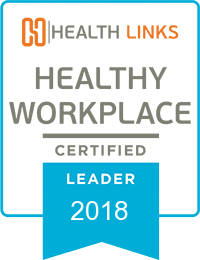 HEALTH LINKS
HEALTHY
WORKPLACE
CERTIFIED
LEADER
2018